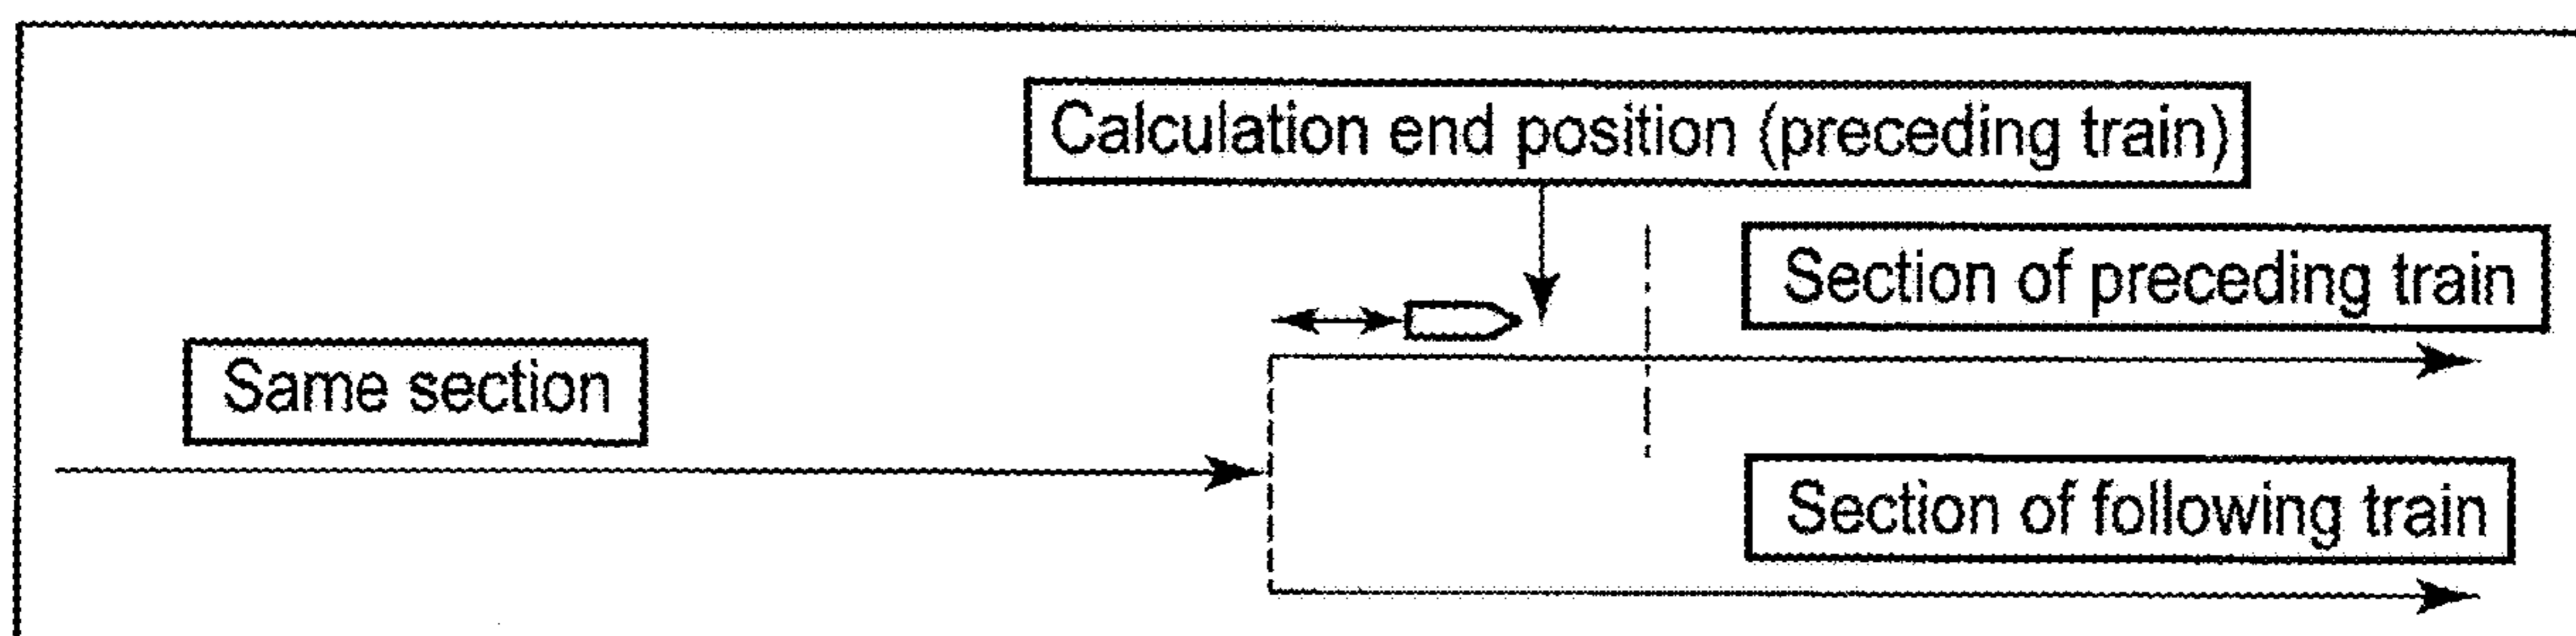 Calculation end position (preceding train)
Section of preceding train
Same section
Section of following train